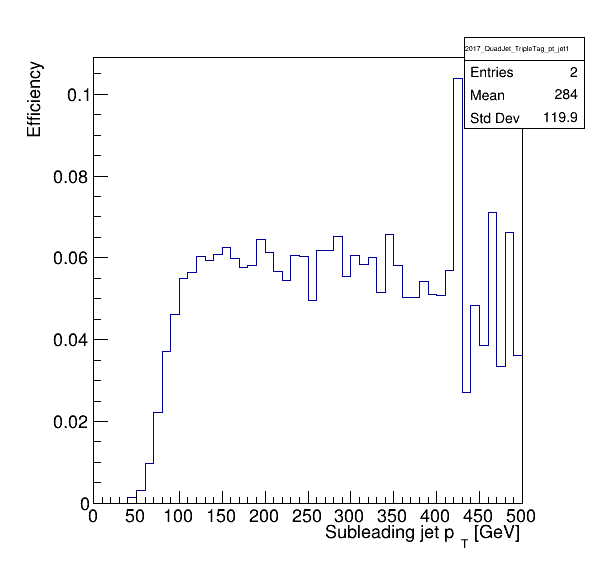 2017_QuadJet_TripleTag_pt_jet1
Entries 2
Mean 284
Std Dev 119.9
Efficiency
0.1
0.08
0.06
0.04
0.02
0
0 50 100 150 200 250 300 350 400 450 500
Subleading jet p T [GeV]